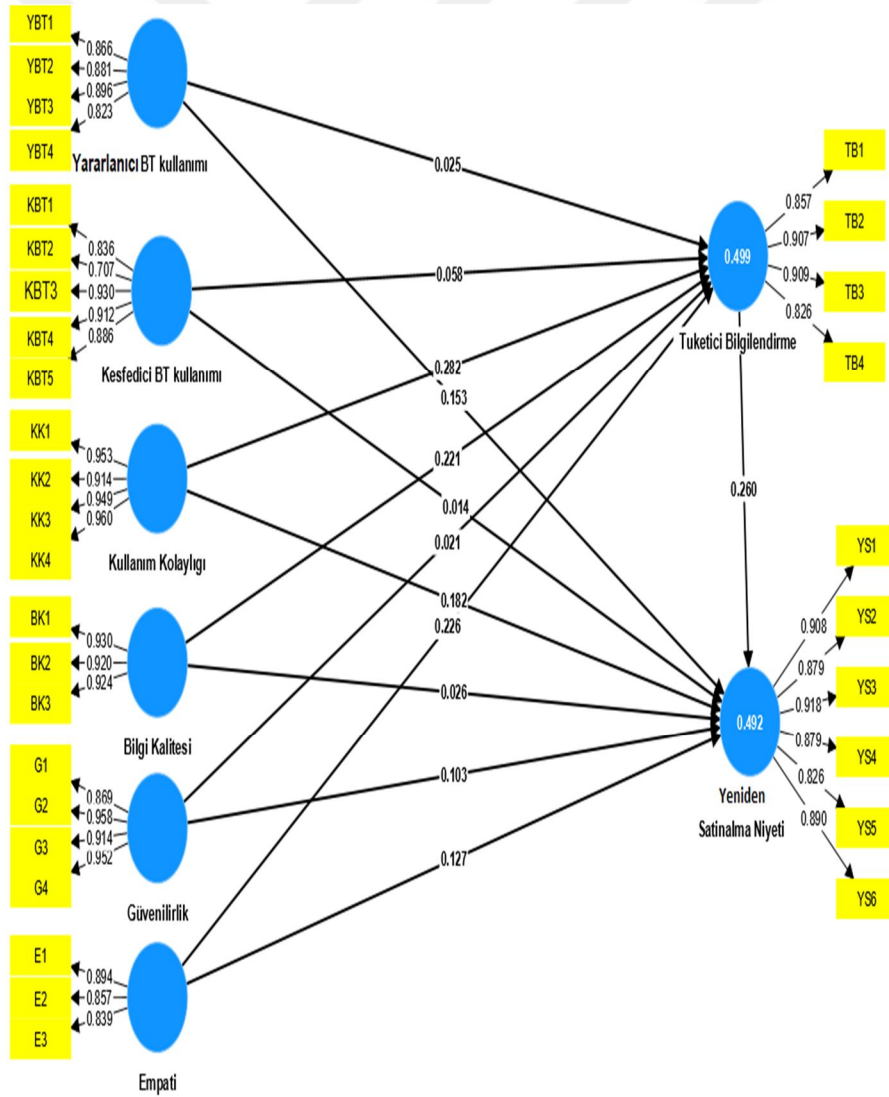 YBT1
YBT2
YBT3
YBT4
0.866
0.881
0.896
0.823
Yararlanıcı BT kullanımı
KBT1
KBT2
KBT3
KBT4
KBT5
0.836
0.707
0.930
0.912
0.886
Kesfedici BT kullanımı
KK1
KK2
KK3
KK4
0.953
0.914
0.949
0.960
Kullanım Kolaylıgı
BK1
BK2
BK3
0.930
0.920
0.924
Bilgi Kalitesi
G1
G2
G3
G4
0.869
0.958
0.914
0.952
Güvenilirlik
E1
E2
E3
0.894
0.857
0.839
Empati
0.025
0.058
0.282
0.153
0.221
0.014
0.021
0.182
0.226
0.026
0.103
0.127
0.499
Tuketici Bilgilendirme
0.857
0.907
0.909
0.826
TB1
TB2
TB3
TB4
0.260
0.492
Yeniden
Satinalma Niyeti
0.908
0.879
0.918
0.879
0.826
0.890
YS1
YS2
YS3
YS4
YS5
YS6